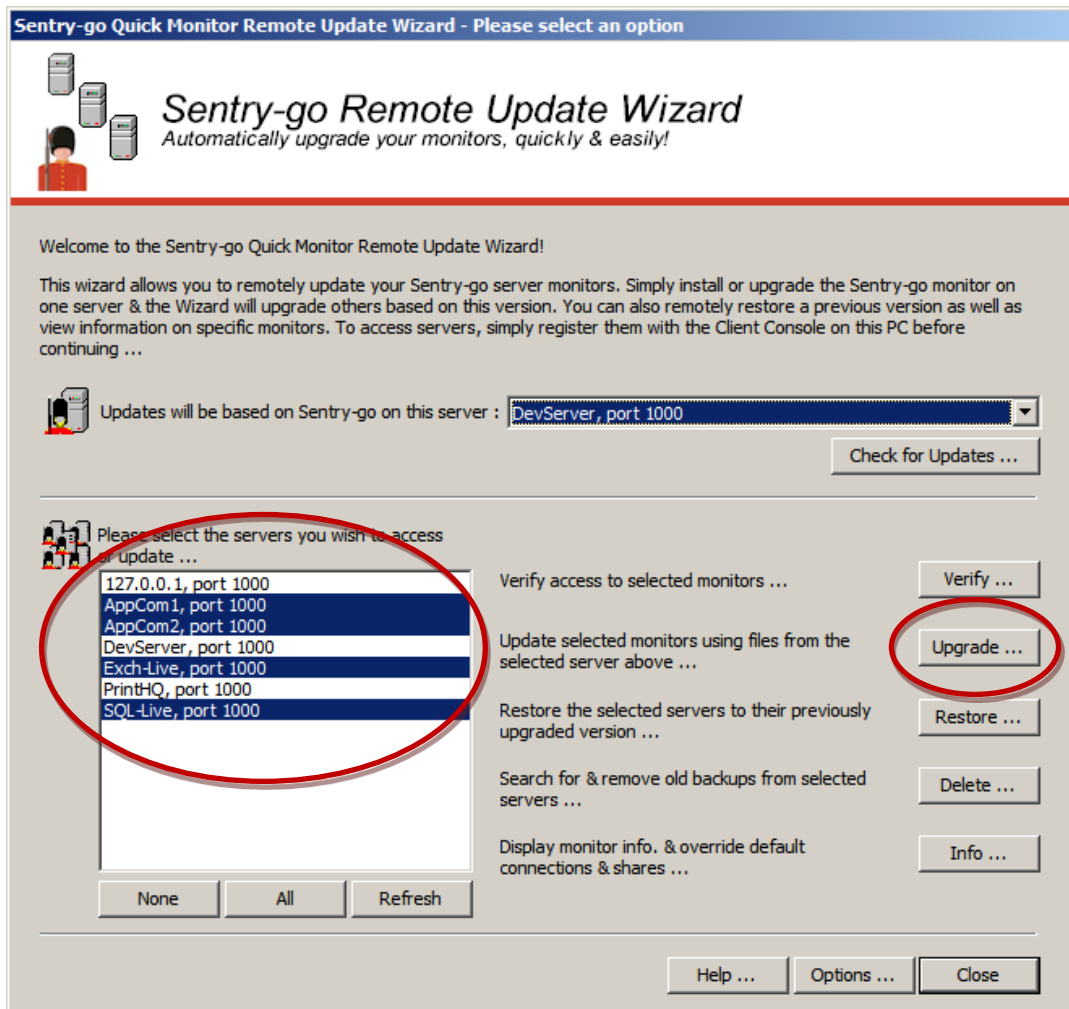 Sentry-go Quick Monitor Remote Update Wizard - Please select an option
Sentry-go Remote Update Wizard
Automatically upgrade your monitors, quickly & easily!
Welcome to the Sentry-go Quick Monitor Remote Update Wizard!
This wizard allows you to remotely update your Sentry-go server monitors. Simply install or upgrade the Sentry-go monitor on
one server & the Wizard will upgrade others based on this version. You can also remotely restore a previous version as well as
view information on specific monitors. To access servers, simply register them with the Client Console on this PC before
continuing ...
Updates will be based on Sentry-go on this server : DevServer, port 1000
Check for Updates ...
Please select the servers you wish to access
or update ...
127.0.0.1, port 1000
AppCom1, port 1000
AppCom2, port 1000
DevServer, port 1000
Exch-Live, port 1000
PrintHQ, port 1000
SQL-Live, port 1000
None All Refresh
Verify access to selected monitors ... Verify ...
Update selected monitors using files from the
selected server above ...
Upgrade ...
Restore the selected servers to their previously
upgraded version ...
Restore ...
Search for & remove old backups from selected
servers ...
Delete ...
Display monitor info. & override default
connections & shares ...
Info ...
Help ... Options ... Close